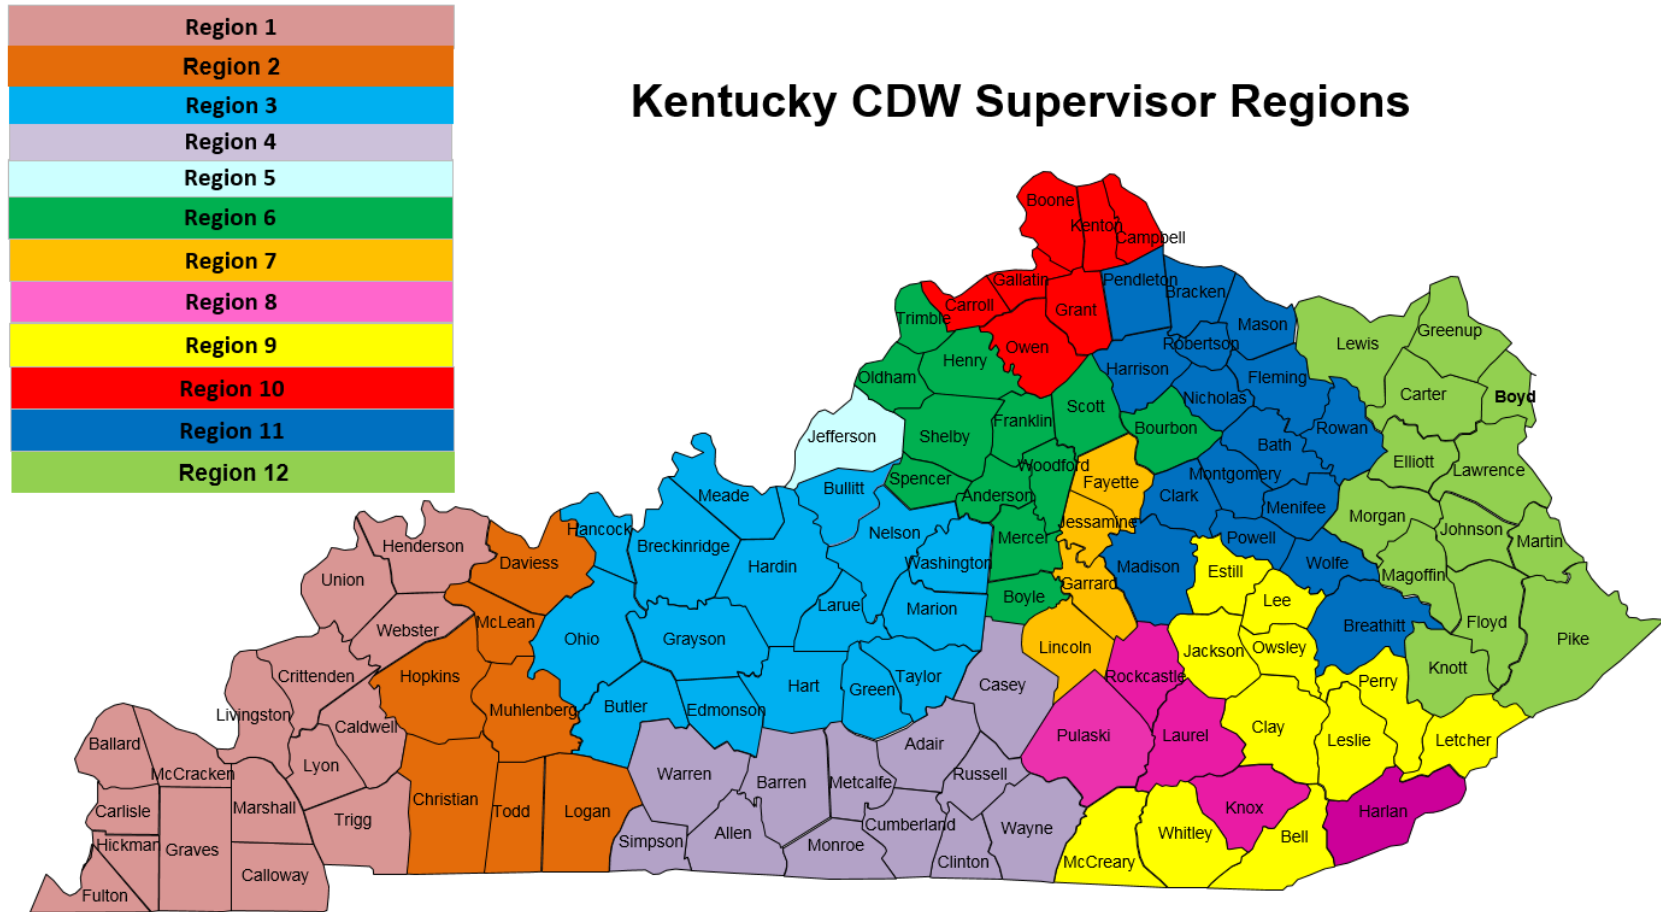 Region 1
Region 2
Region 3
Region 4
Region 5
Region 6
Region 7
Region 8
Region 9
Region 10
Region 11
Region 12
Kentucky CDW Supervisor Regions
Boone
Kenton
Campbell
Gallatin
Pendleton
Bracken
Carroll
Grant
Trimble
Mason
Greenup
Owen
Robertson
Lewis
Henry
Harrison
Oldham
Fleming
Carter
Boyd
Nicholas
Scott
Franklin
Bourbon
Rowan
Jefferson
Shelby
Bath
Elliott
Woodford
Lawrence
Spencer
Fayette
Montgomery
Bullitt
Meade
Anderson
Clark
Menifee
Morgan
Jessamine
Hancock
Nelson
Mercer
Powell
Johnson
Martin
Henderson
Breckinridge
Daviess
Washington
Hardin
Madison
Wolfe
Estill
Magoffin
Union
Garrard
Boyle
Lee
Larue
Marion
McLean
Floyd
Breathitt
Webster
Ohio
Grayson
Pike
Lincoln
Jackson
Owsley
Knott
Crittenden
Hopkins
Rockcastle
Taylor
Perry
Hart
Green
Casey
Butler
Edmonson
Muhlenberg
Livingston
Caldwell
Clay
Pulaski
Laurel
Leslie
Letcher
Ballard
Adair
Lyon
McCracken
Warren
Russell
Barren
Metcalfe
Christian
Marshall
Knox
Carlisle
Todd
Logan
Harlan
Trigg
Cumberland
Wayne
Allen
Whitley
Bell
Simpson
Hickman
Graves
Monroe
Clinton
McCreary
Calloway
Fulton